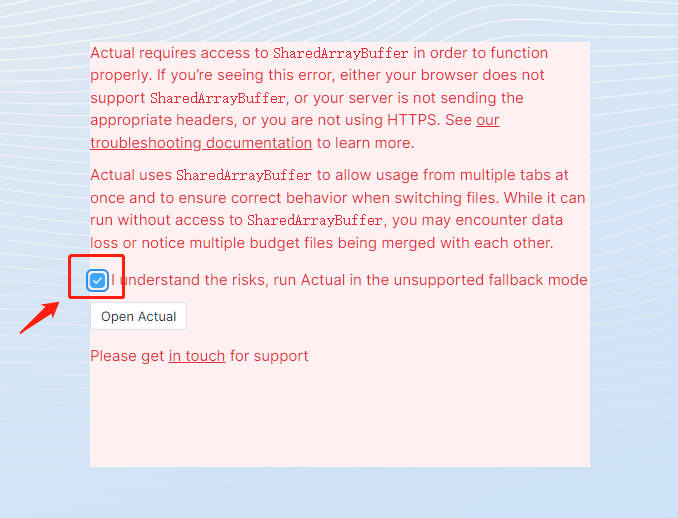 Actual requires access to SharedArrayBuffer in order to function
properly. If you’re seeing this error, either your browser does not
support SharedArrayBuffer, or your server is not sending the
appropriate headers, or you are not using HTTPS. See our
troubleshooting documentation to learn more.
Actual uses SharedArrayBuffer to allow usage from multiple tabs at
once and to ensure correct behavior when switching files. While it can
run without access to SharedArrayBuffer, you may encounter data
loss or notice multiple budget files being merged with each other.
I understand the risks, run Actual in the unsupported fallback mode
Open Actual
Please get in touch for support